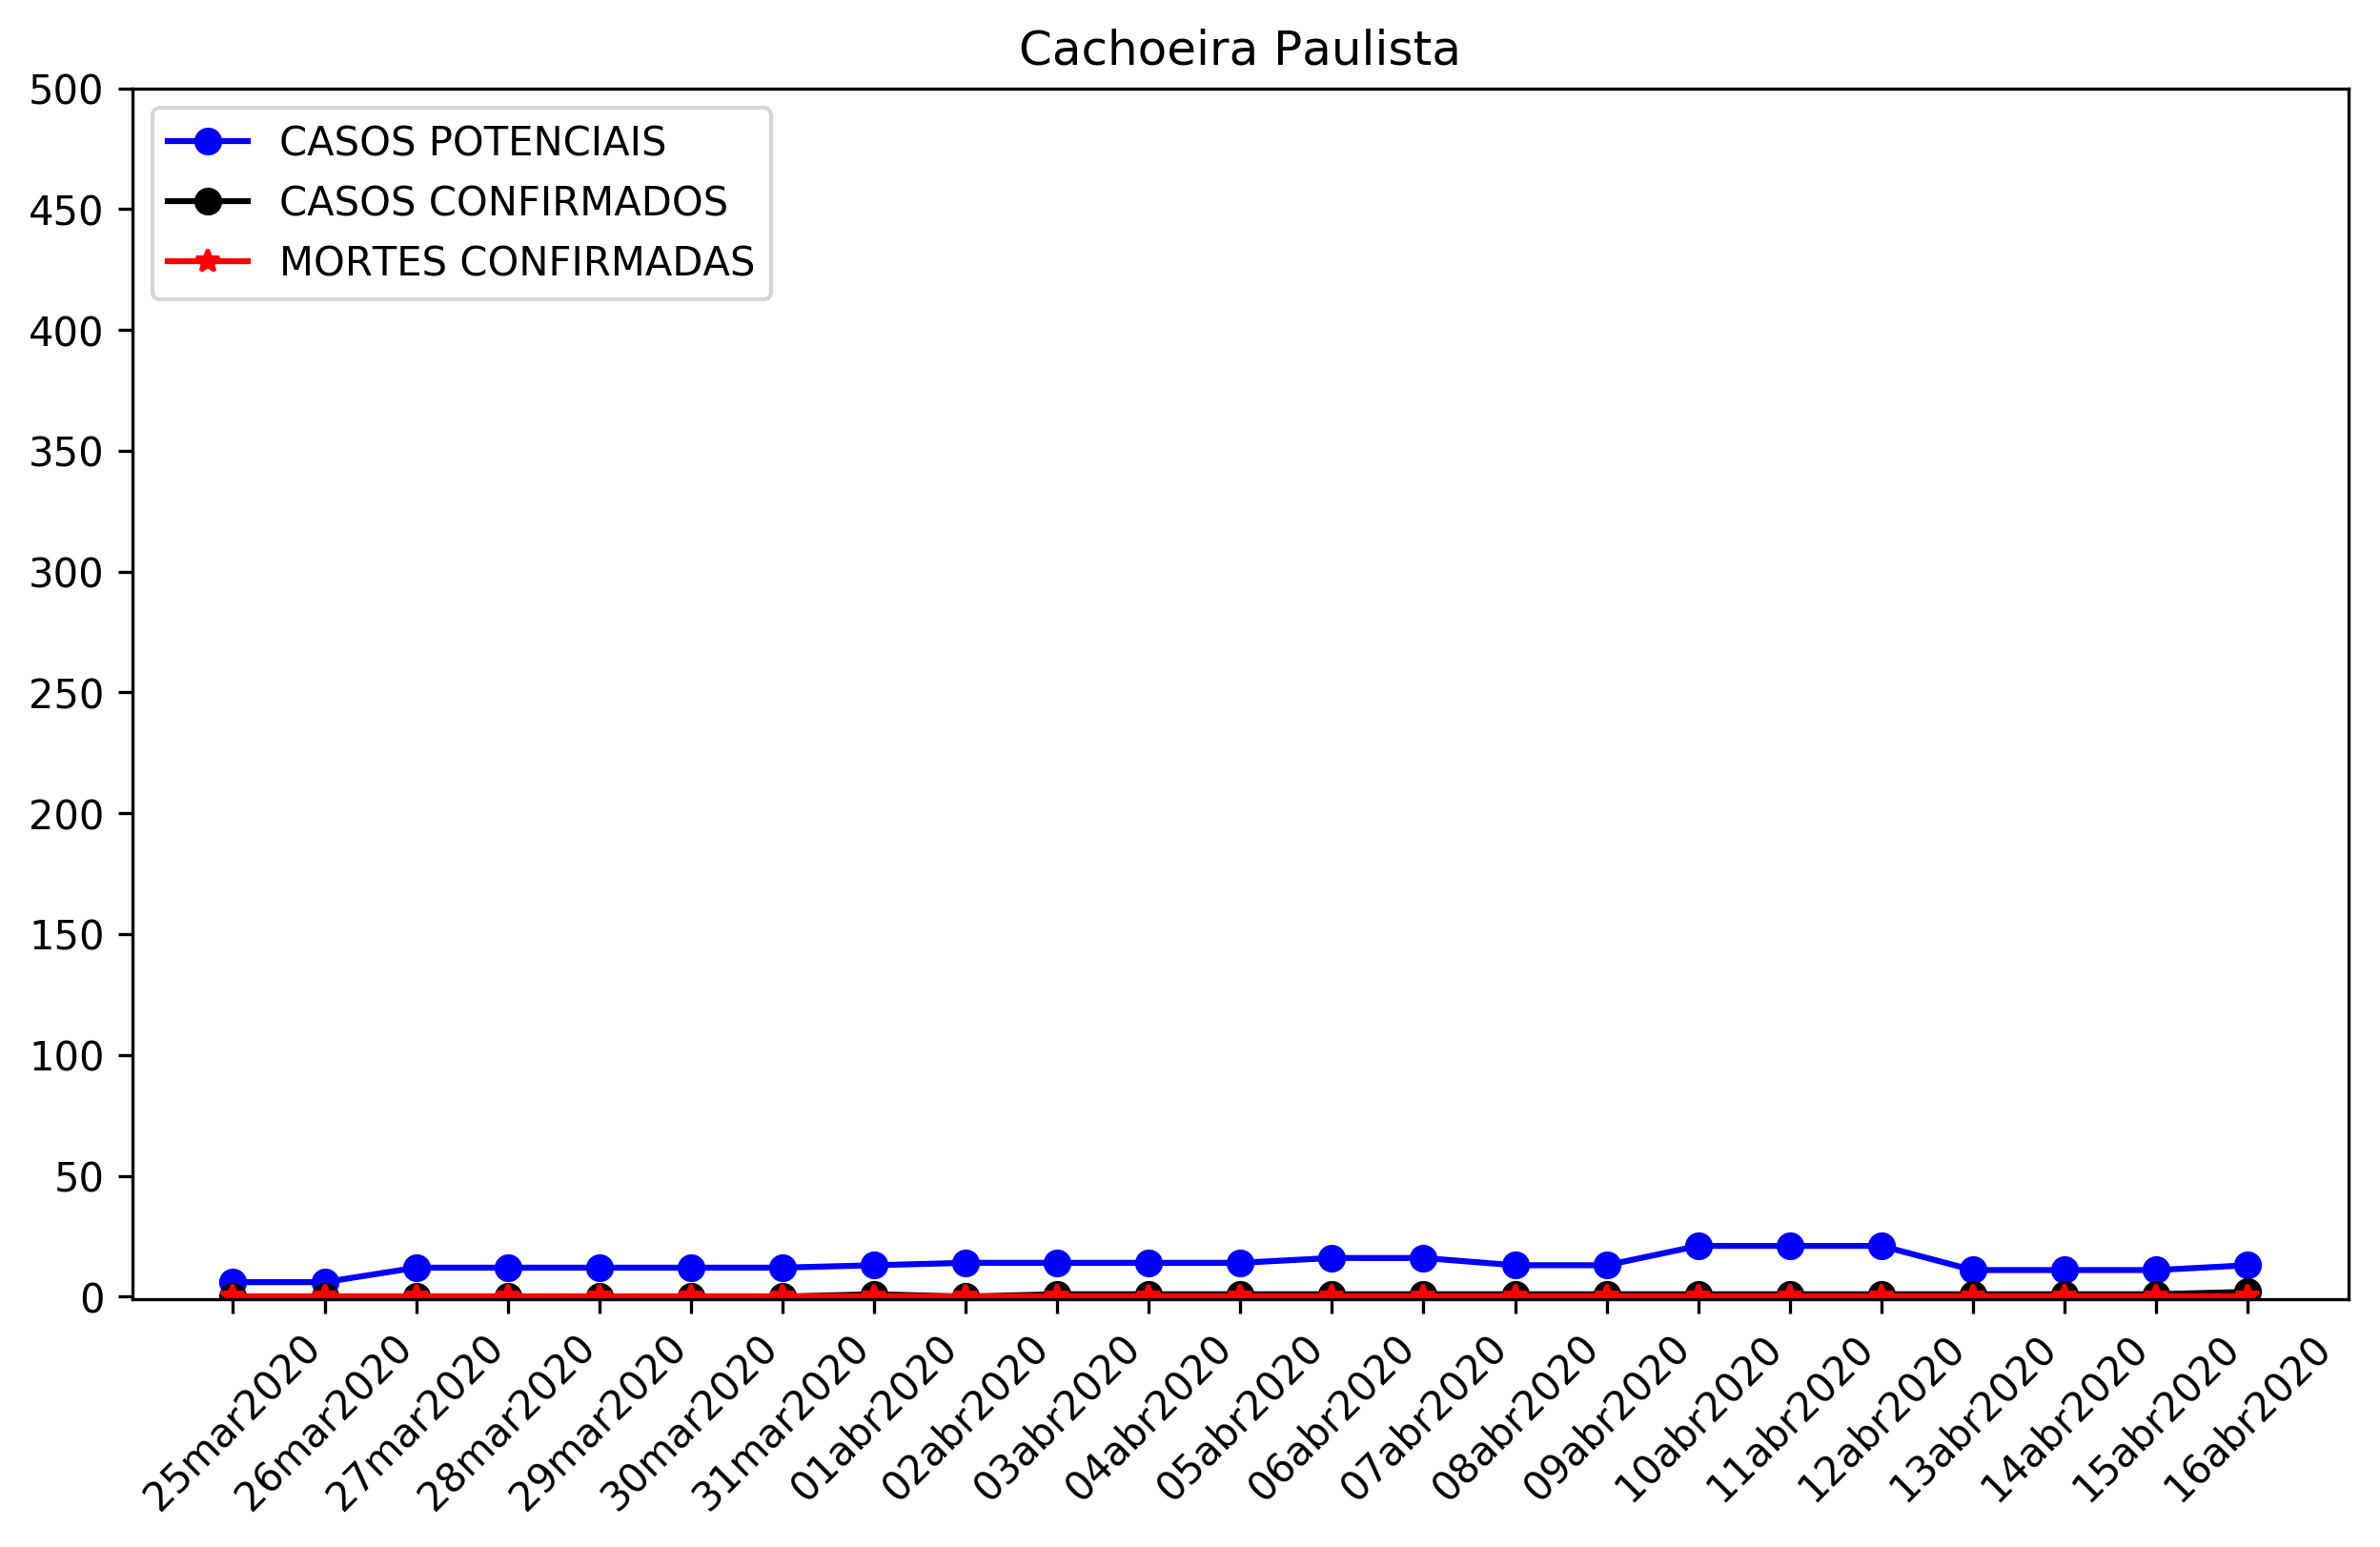 Cachoeira Paulista
500
450
400
350
300
250
200
150
100
50
0
CASOS POTENCIAIS
CASOS CONFIRMADOS
MORTES CONFIRMADAS
25mar2020
26mar2020
27mar2020
28mar2020
29mar2020
30mar2020
31mar2020
01abr2020
02abr2020
03abr2020
04abr2020
05abr2020
06abr2020
07abr2020
08abr2020
09abr2020
10abr2020
11abr2020
12abr2020
13abr2020
14abr2020
15abr2020
16abr2020